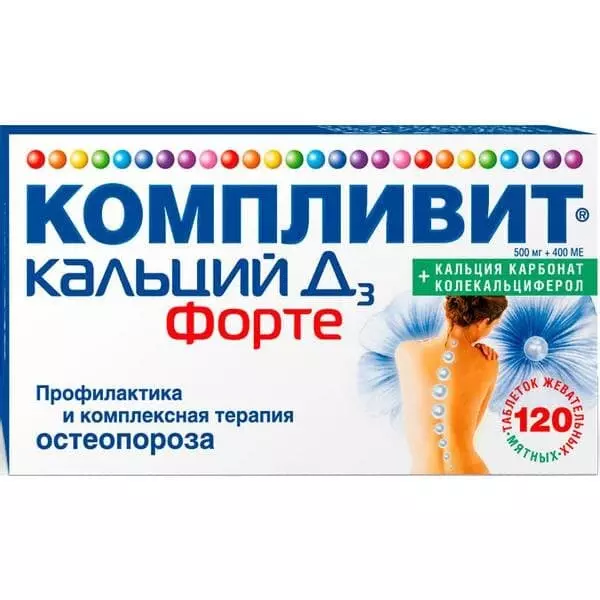 КОМПЛИВИТ®
500 мг + 400 МЕ
кальций Д3
+ КАЛЬЦИЯ КАРБОНАТ
КОЛЕКАЛЬЦИФЕРОЛ
форте
Профилактика
и комплексная терапия
остеопороза
ТАБЛЕТОК ЖЕВАТЕЛЬНЫХ
120
•МЯТНЫХ•